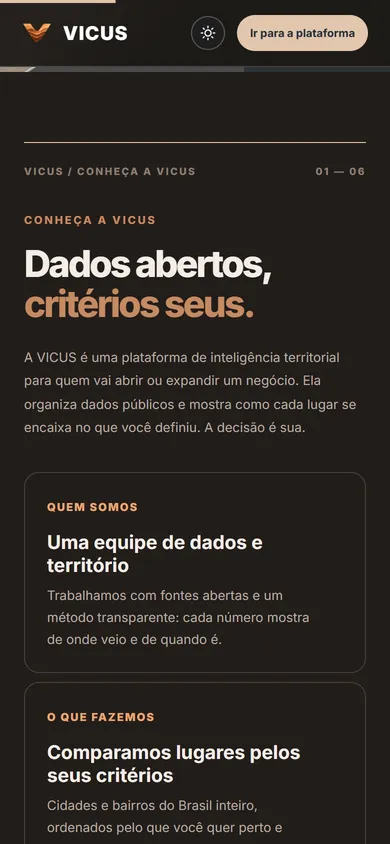 VICUS
Ir para a plataforma
VICUS / CONHEÇA A VICUS
01 — 06
CONHEÇA A VICUS
Dados abertos,
critérios seus.
A VICUS é uma plataforma de inteligência territorial
para quem vai abrir ou expandir um negócio. Ela
organiza dados públicos e mostra como cada lugar se
encaixa no que você definiu. A decisão é sua.
QUEM SOMOS
Uma equipe de dados e
território
Trabalhamos com fontes abertas e um
método transparente: cada número mostra
de onde veio e de quando é.
O QUE FAZEMOS
Comparamos lugares pelos
seus critérios
Cidades e bairros do Brasil inteiro,
ordenados pelo que você quer perto e